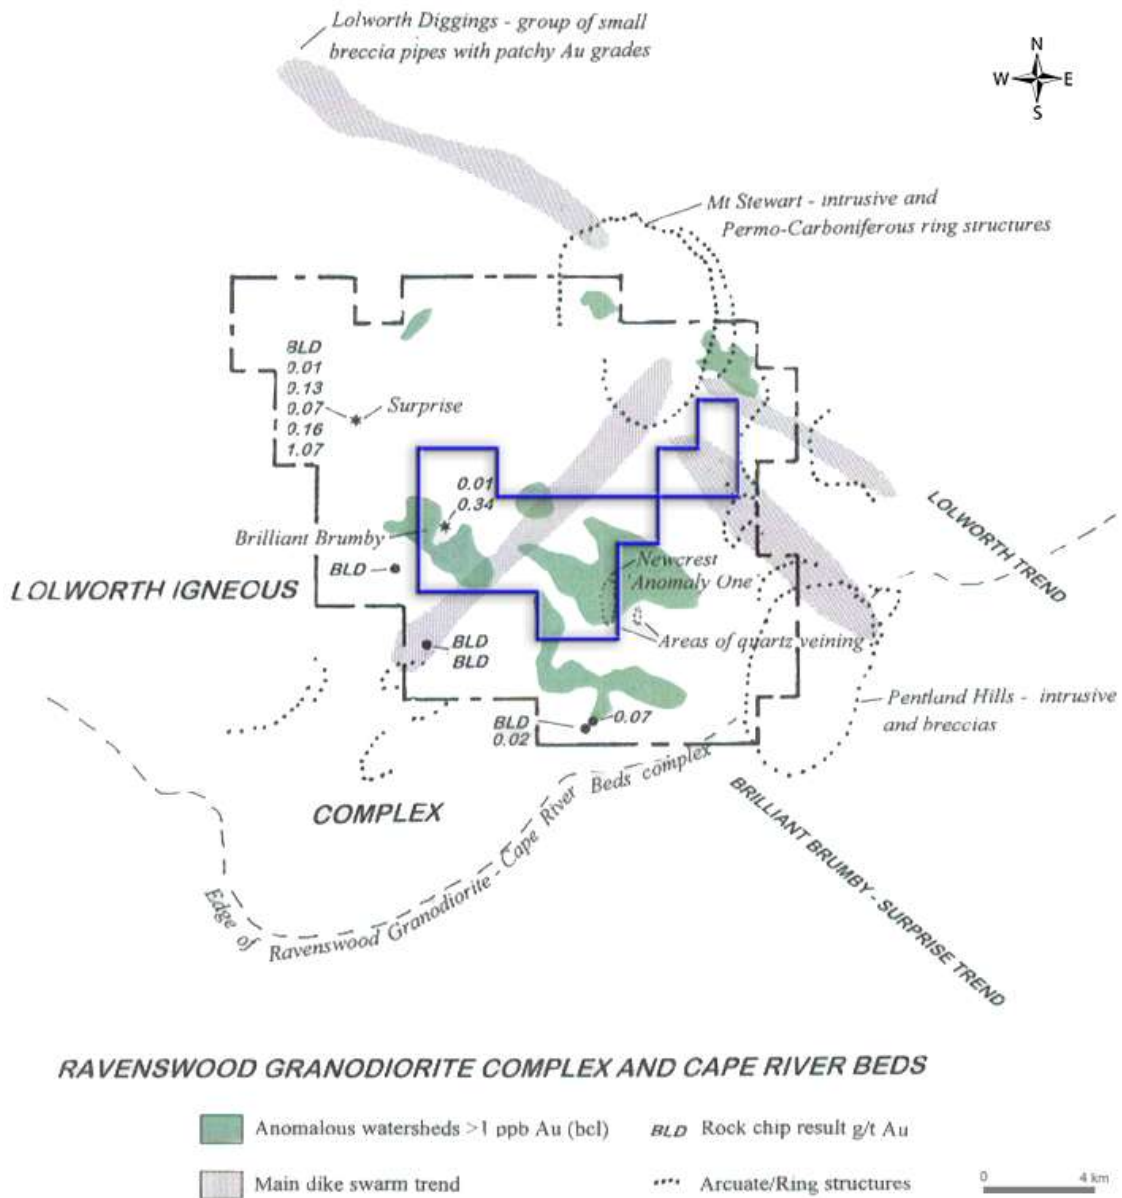 Lolworth Diggings - group of small
breccia pipes with patchy Au grades
N
W E
S
Mt Stewart - intrusive and
Permo-Carboniferous ring structures
BLD
0.01
0.13
0.07
0.16
1.07
Surprise
0.01
0.34
Brilliant Brumby
BLD
LOLWORTH IGNEOUS
Newcrest
Anomaly One
LOLWORTH TREND
BLD
BLD
Areas of quartz veining
Pentland Hills - intrusive
and breccias
BLD
0.02
0.07
COMPLEX
Edge of Ravenswood Granodiorite - Cape River Beds complex
BRILLIANT BRUMBY - SURPRISE TREND
RAVENSWOOD GRANODIORITE COMPLEX AND CAPE RIVER BEDS
Anomalous watersheds >1 ppb Au (bcl)
BLD Rock chip result g/t Au
Main dike swarm trend
Arcuate/Ring structures
0 4 km